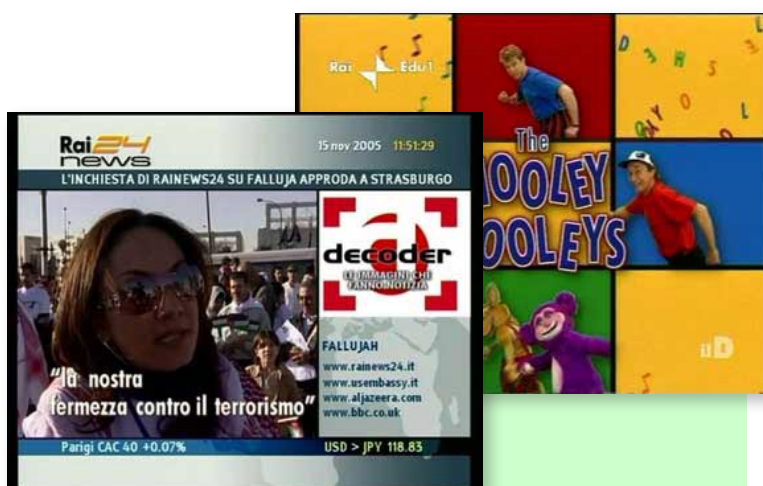 Rai Edu1
The
OOLEY
OOLEYS
ilD
Rai 24
news
15 nov 2005 11:51:29
L'INCHIESTA DI RAINEWS24 SU FALLUJA APPRODA A STRASBURGO
decoder
LE IMMAGINI CHE
FANNO NOTIZIA
FALLUJAH
www.rainews24.it
www.usembassy.it
www.aljazeera.com
www.bbc.co.uk
"la nostra
fermezza contro il terrorismo"
Parigi CAC 40 +0.07%
USD > JPY 118.83